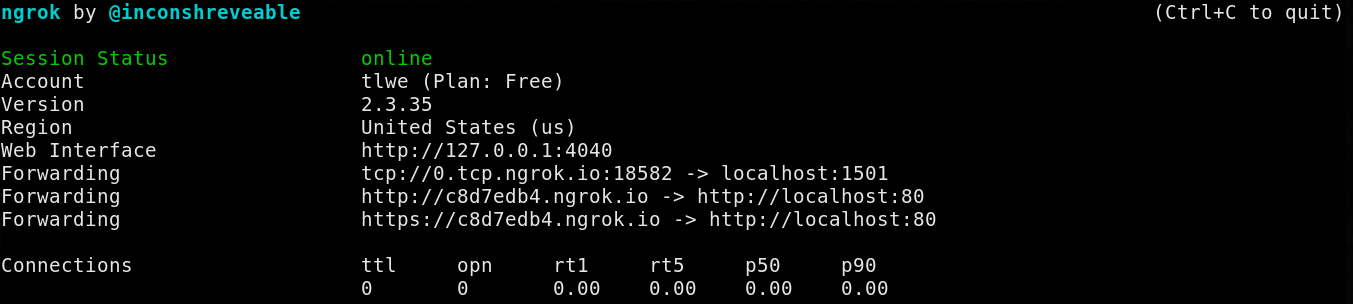 ngrok by @inconshreveable (Ctrl+C to quit)
Session Status online
Account tlwe (Plan: Free)
Version 2.3.35
Region United States (us)
Web Interface http://127.0.0.1:4040
Forwarding tcp://0.tcp.ngrok.io:18582 -> localhost:1501
Forwarding http://c8d7edb4.ngrok.io -> http://localhost:80
Forwarding https://c8d7edb4.ngrok.io -> http://localhost:80
Connections ttl opn rt1 rt5 p50 p90
0 0 0.00 0.00 0.00 0.00